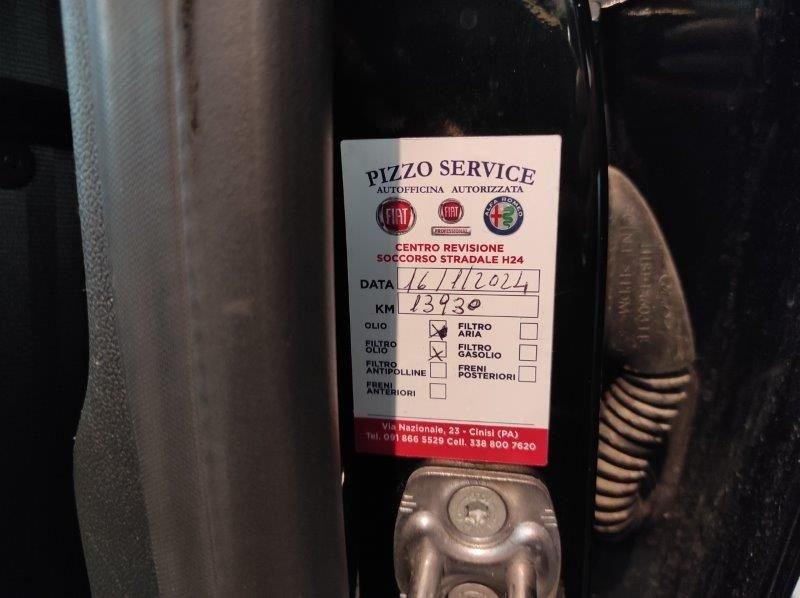 PIZZO SERVICE
AUTOFFICINA AUTORIZZATA
FIAT FIAT ALFA ROMEO
PROFESSIONAL
CENTRO REVISIONE
SOCCORSO STRADALE H24
DATA 16/1/2024
KM 13930
OLIO FILTRO ARIA
FILTRO OLIO FILTRO GASOLIO
FILTRO ANTIPOLLINE FRENI POSTERIORI
FRENI ANTERIORI
Via Nazionale, 23 - Cinisi (PA)
Tel. 091 866 5529 Cell. 338 800 7620